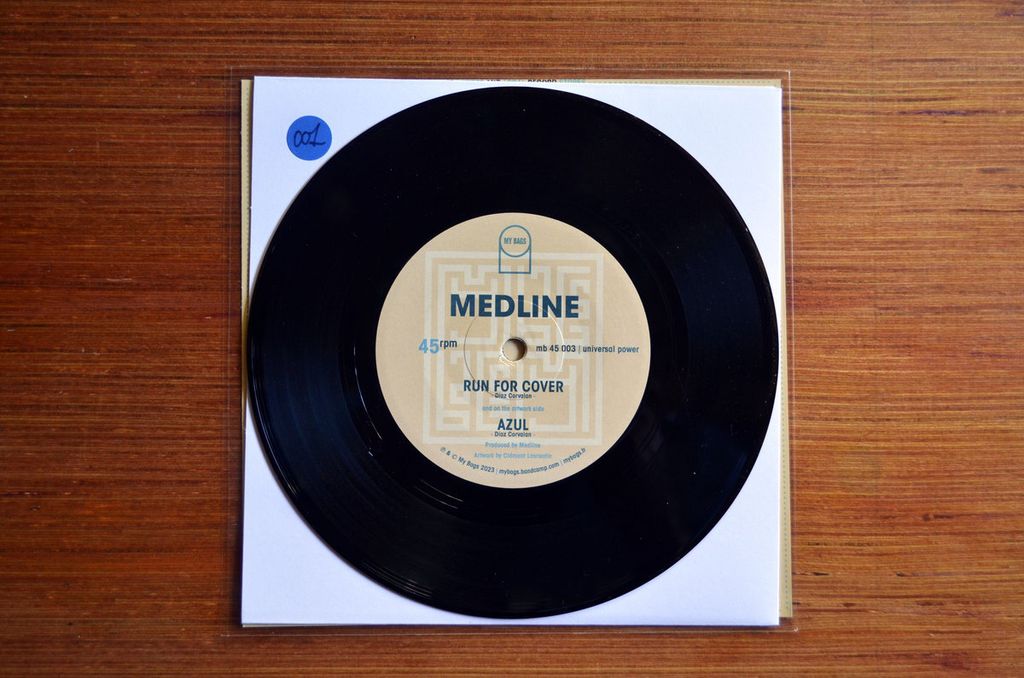 RECORD STORES
001
MY BAGS
MEDLINE
45rpm
mb 45 003 | universal power
RUN FOR COVER
- Diaz Corvalan -
and on the artwork side
AZUL
- Diaz Corvalan -
Produced by Medline
Artwork by Clément Laurentin
℗ & © My Bags 2023 | mybags.bandcamp.com | mybags.fr